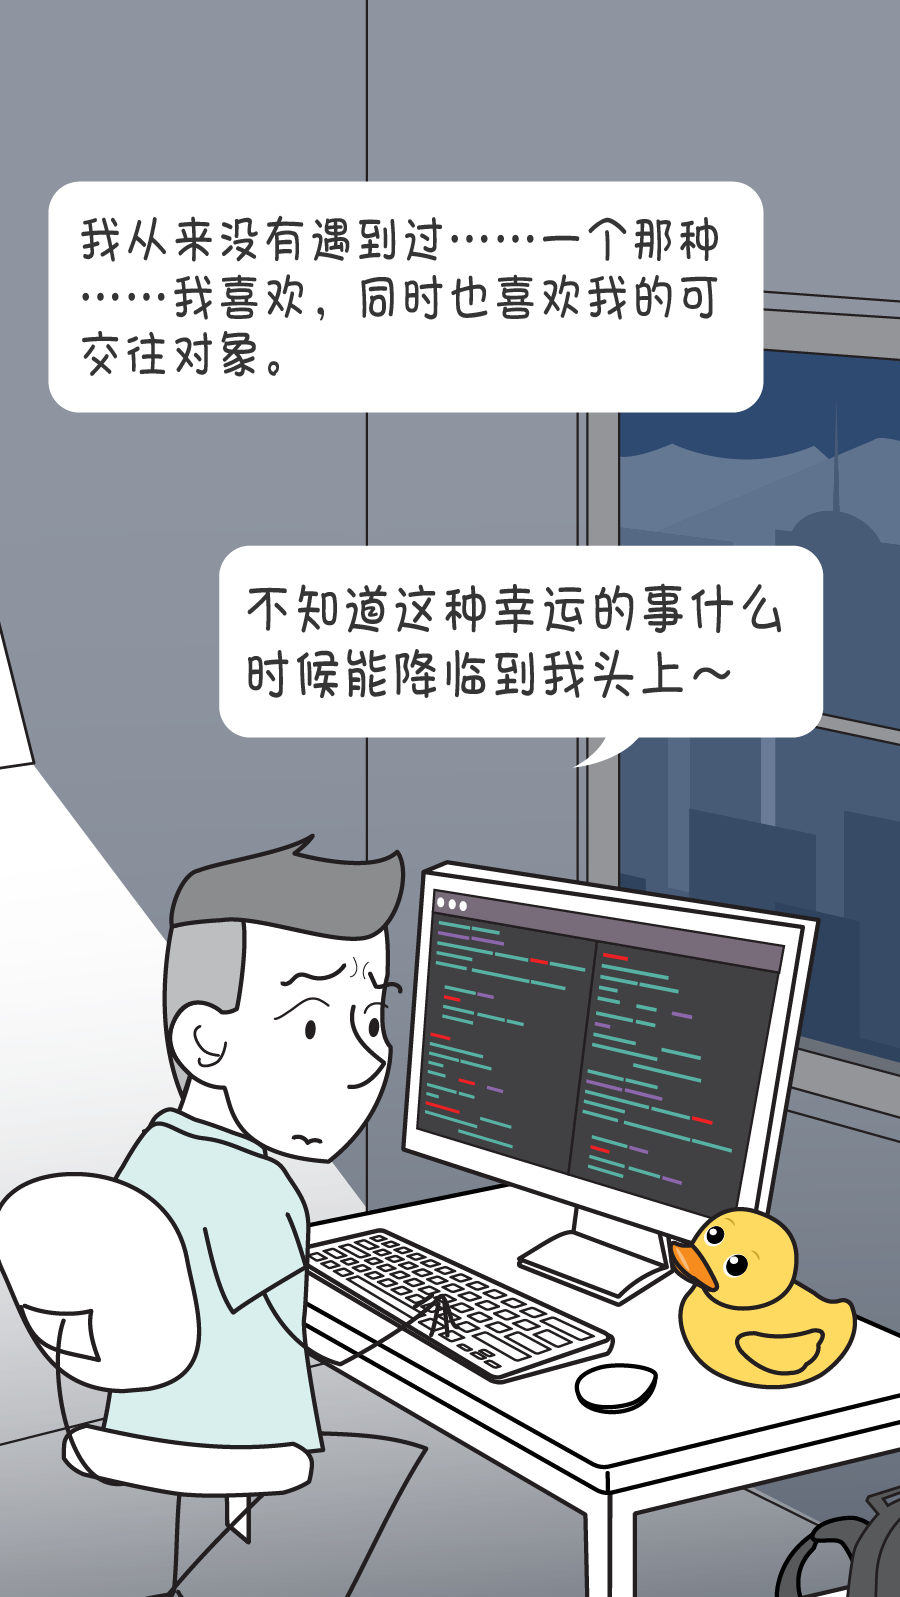 我从来没有遇到过……一个那种
……我喜欢，同时也喜欢我的可
交往对象。
不知道这种幸运的事什么
时候能降临到我头上～